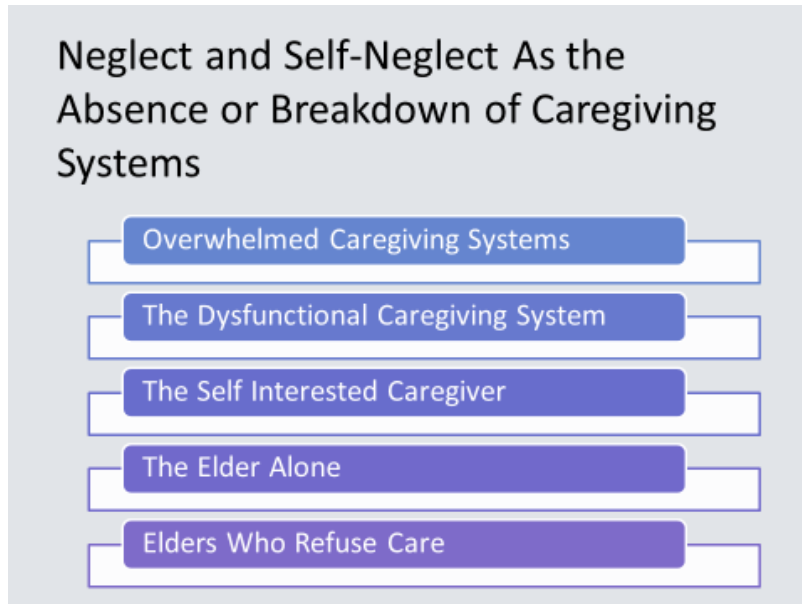 Neglect and Self-Neglect As the
Absence or Breakdown of Caregiving
Systems
Overwhelmed Caregiving Systems
The Dysfunctional Caregiving System
The Self Interested Caregiver
The Elder Alone
Elders Who Refuse Care